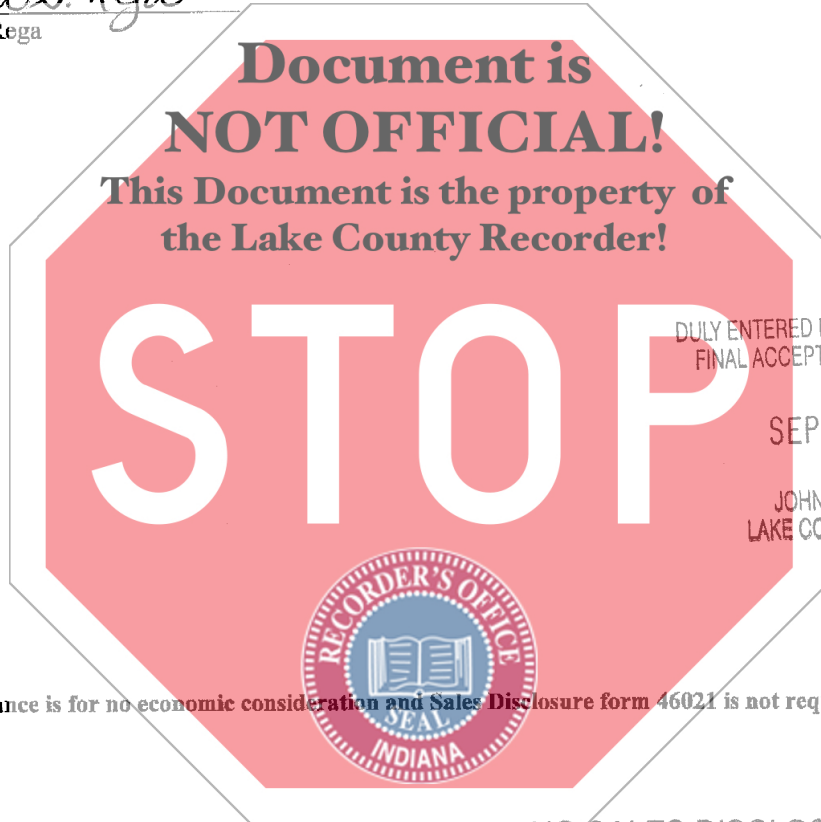 Document is
NOT OFFICIAL!
This Document is the property of
the Lake County Recorder!
STOP
DULY ENTERED
FINAL ACCEPT
SEP
JOHN
LAKE CO
RECORDER'S OFFICE
nce is for no economic consideration and Sales Disclosure form 46021 is not req
SEAL
INDIANA